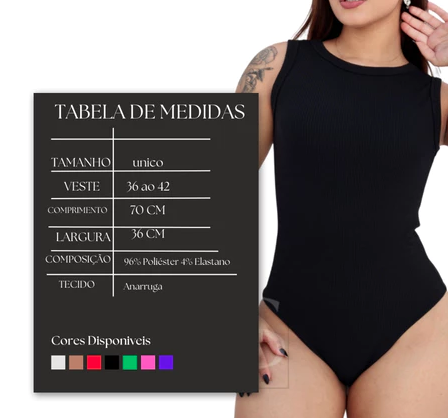 TABELA DE MEDIDAS
TAMANHO unico
VESTE 36 ao 42
COMPRIMENTO 70 CM
LARGURA 36 CM
COMPOSIÇÃO 96% Poliéster 4% Elastano
TECIDO Anarruga
Cores Disponiveis